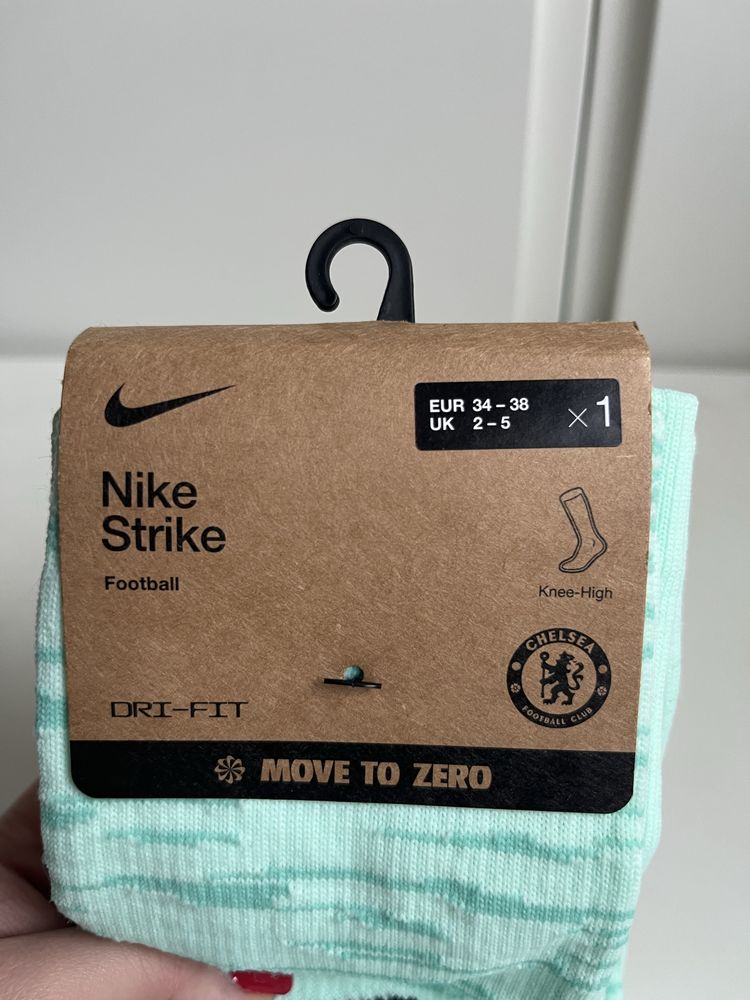 EUR 34 – 38
UK 2 – 5
×1
Nike
Strike
Football
Knee-High
CHELSEA
FOOTBALL CLUB
DRI-FIT
MOVE TO ZERO